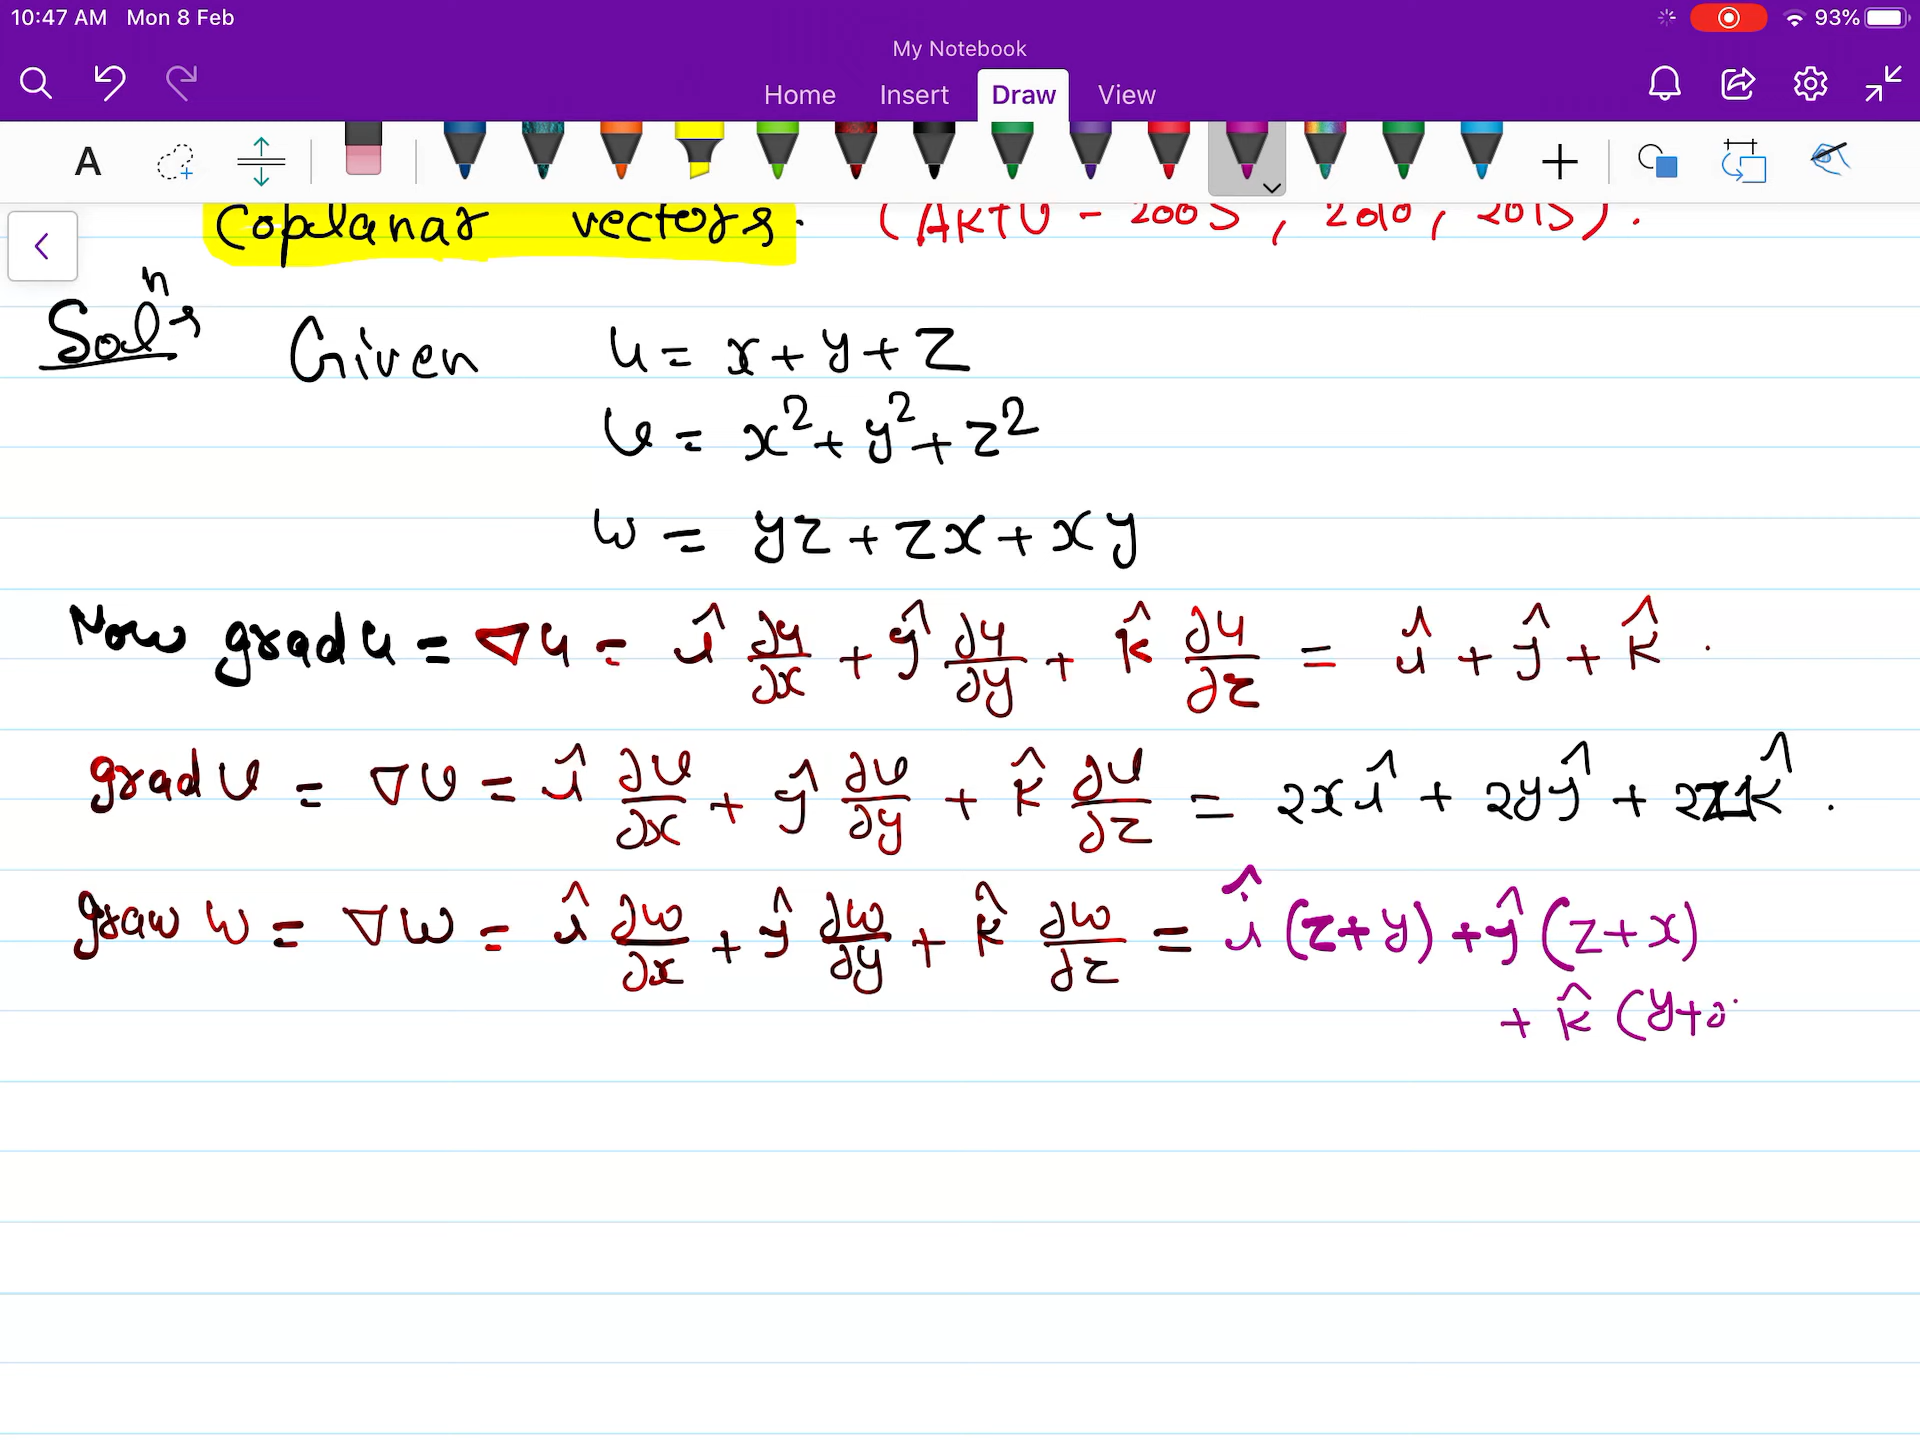 10:47 AM Mon 8 Feb
93%
My Notebook
Home Insert Draw View
A
Coplanar vectors. (AKTU - 2005, 2010, 2015).
Solⁿ Given u = x + y + z
v = x² + y² + z²
w = yz + zx + xy
Now grad u = ∇u = î ∂u/∂x + ĵ ∂u/∂y + k̂ ∂u/∂z = î + ĵ + k̂ .
grad v = ∇v = î ∂v/∂x + ĵ ∂v/∂y + k̂ ∂v/∂z = 2xî + 2yĵ + 2zk̂ .
graw w = ∇w = î ∂w/∂x + ĵ ∂w/∂y + k̂ ∂w/∂z = î (z+y) + ĵ (z+x)
+ k̂ (y+